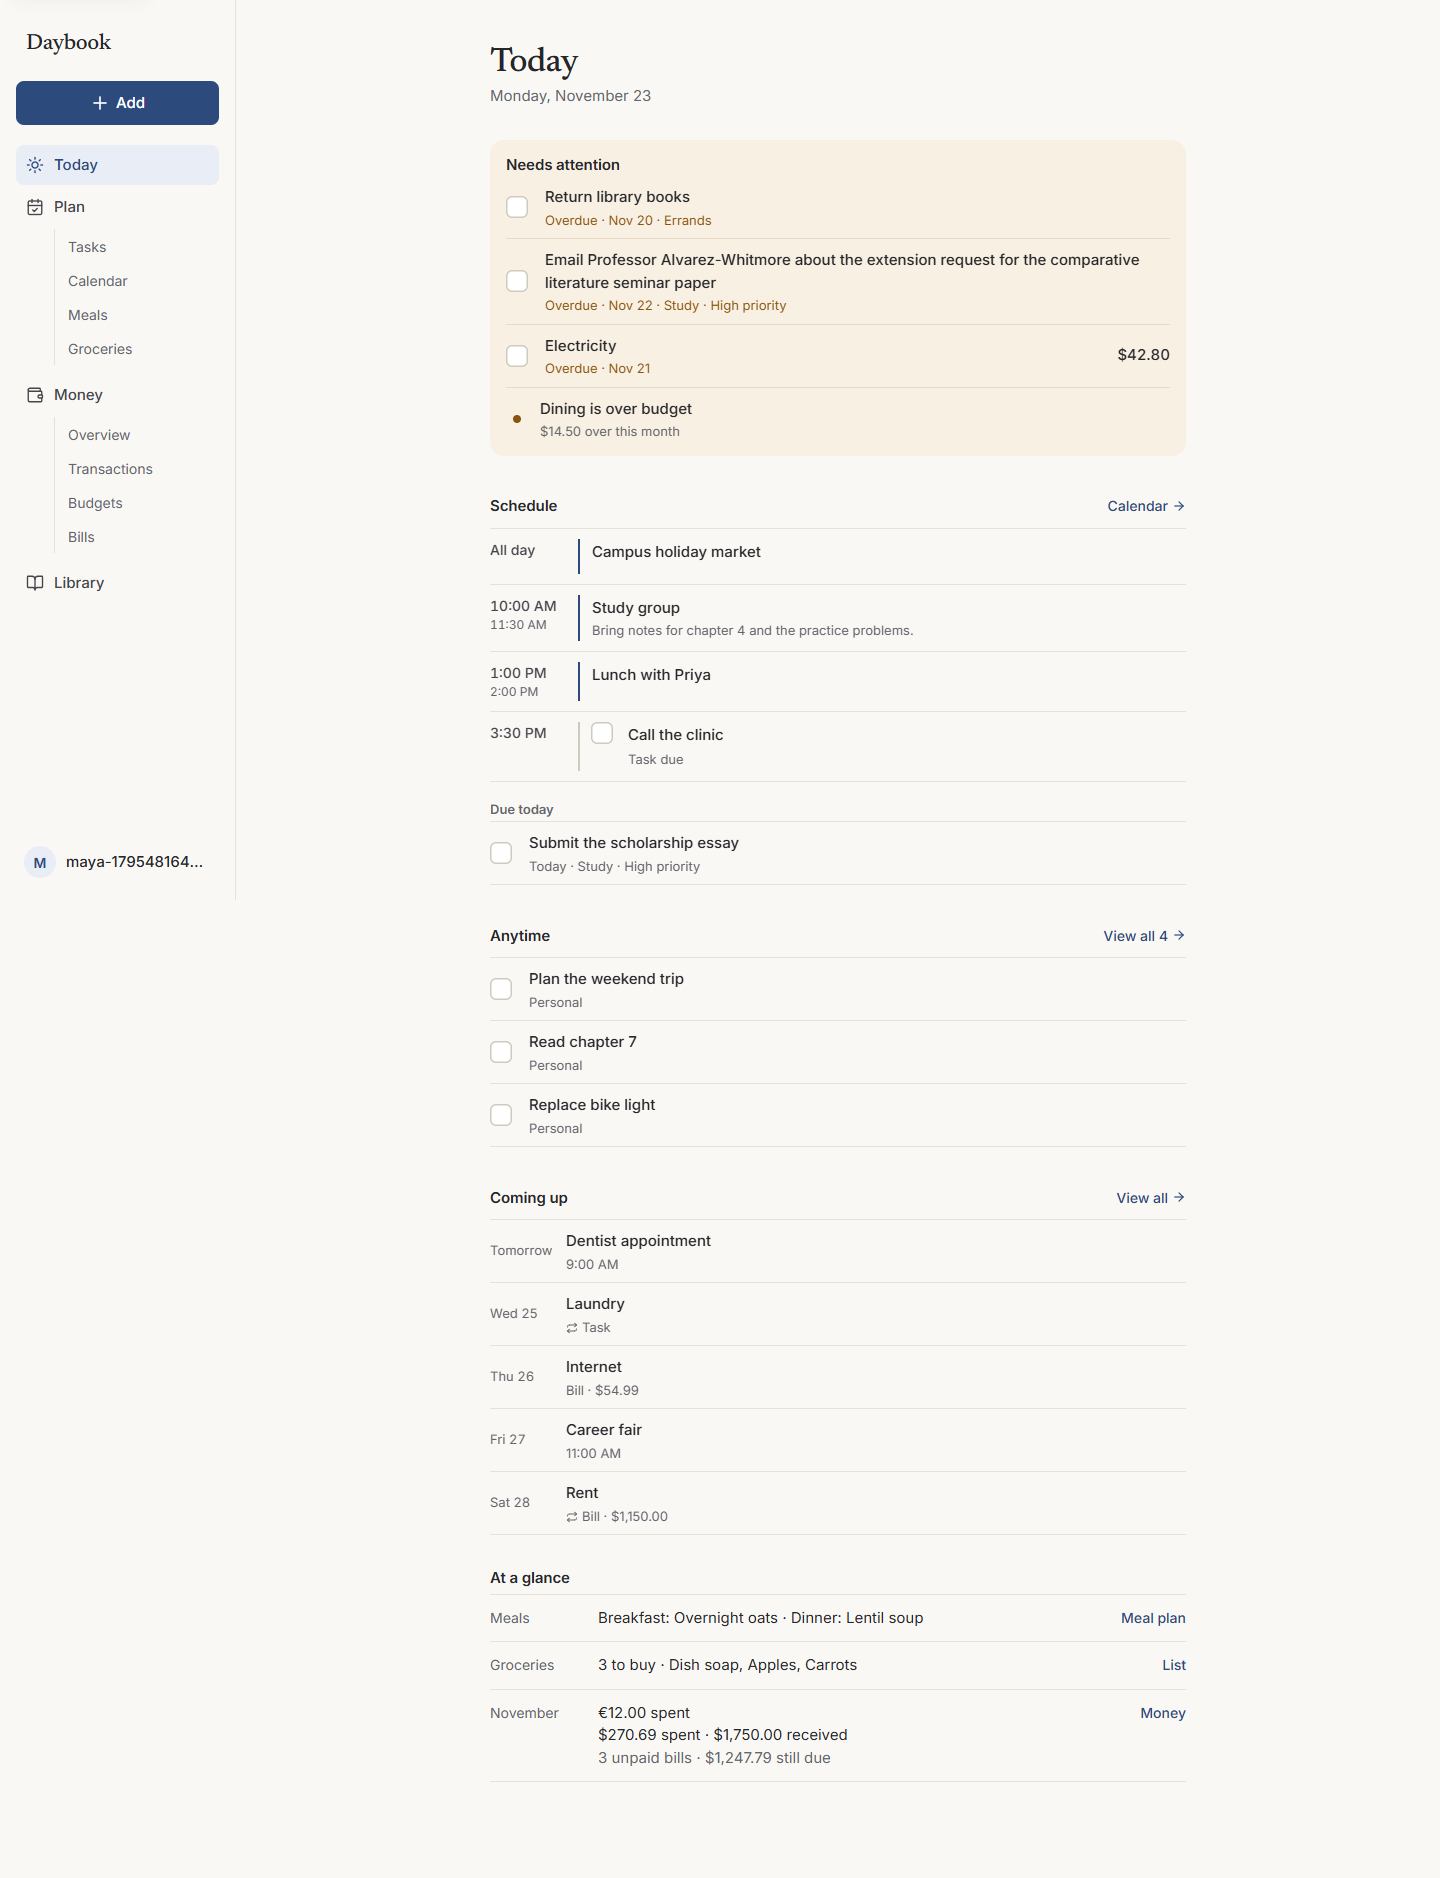 Daybook
Add
Today
Plan
Tasks
Calendar
Meals
Groceries
Money
Overview
Transactions
Budgets
Bills
Library
M
maya-179548164...
Today
Monday, November 23
Needs attention
Return library books
Overdue · Nov 20 · Errands
Email Professor Alvarez-Whitmore about the extension request for the comparative
literature seminar paper
Overdue · Nov 22 · Study · High priority
Electricity
Overdue · Nov 21
$42.80
Dining is over budget
$14.50 over this month
Schedule
Calendar →
All day
Campus holiday market
10:00 AM
11:30 AM
Study group
Bring notes for chapter 4 and the practice problems.
1:00 PM
2:00 PM
Lunch with Priya
3:30 PM
Call the clinic
Task due
Due today
Submit the scholarship essay
Today · Study · High priority
Anytime
View all 4 →
Plan the weekend trip
Personal
Read chapter 7
Personal
Replace bike light
Personal
Coming up
View all →
Tomorrow
Dentist appointment
9:00 AM
Wed 25
Laundry
Task
Thu 26
Internet
Bill · $54.99
Fri 27
Career fair
11:00 AM
Sat 28
Rent
Bill · $1,150.00
At a glance
Meals
Breakfast: Overnight oats · Dinner: Lentil soup
Meal plan
Groceries
3 to buy · Dish soap, Apples, Carrots
List
November
€12.00 spent
$270.69 spent · $1,750.00 received
3 unpaid bills · $1,247.79 still due
Money